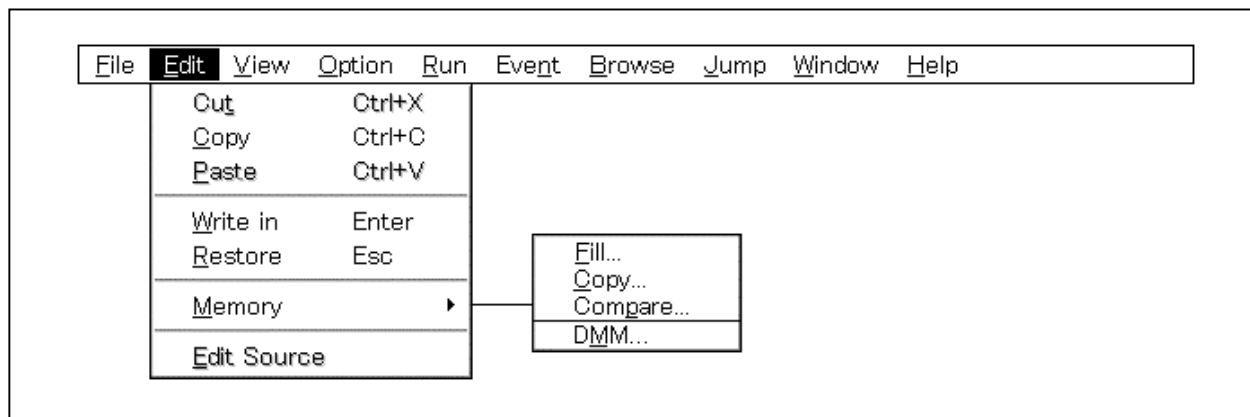 File Edit View Option Run Event Browse Jump Window Help
Cut Ctrl+X
Copy Ctrl+C
Paste Ctrl+V
Write in Enter
Restore Esc
Memory
Edit Source
Fill...
Copy...
Compare...
DMM...